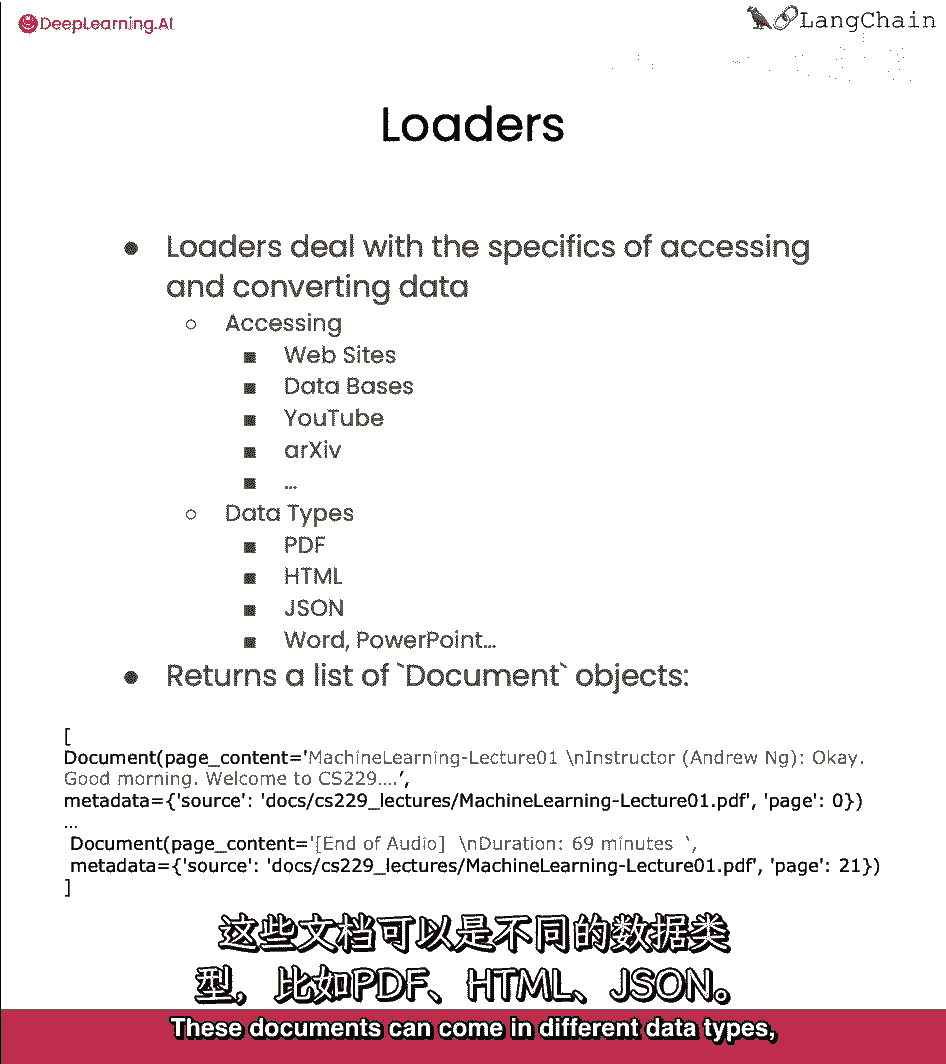 DeepLearning.AI
LangChain
Loaders
● Loaders deal with the specifics of accessing
and converting data
○ Accessing
■ Web Sites
■ Data Bases
■ YouTube
■ arXiv
■ ...
○ Data Types
■ PDF
■ HTML
■ JSON
■ Word, PowerPoint...
● Returns a list of `Document` objects:
[
Document(page_content='MachineLearning-Lecture01 \nInstructor (Andrew Ng): Okay.
Good morning. Welcome to CS229....',
metadata={'source': 'docs/cs229_lectures/MachineLearning-Lecture01.pdf', 'page': 0})
...
Document(page_content='[End of Audio] \nDuration: 69 minutes ',
metadata={'source': 'docs/cs229_lectures/MachineLearning-Lecture01.pdf', 'page': 21})
]
这些文档可以是不同的数据类
型，比如PDF、HTML、JSON。
These documents can come in different data types,